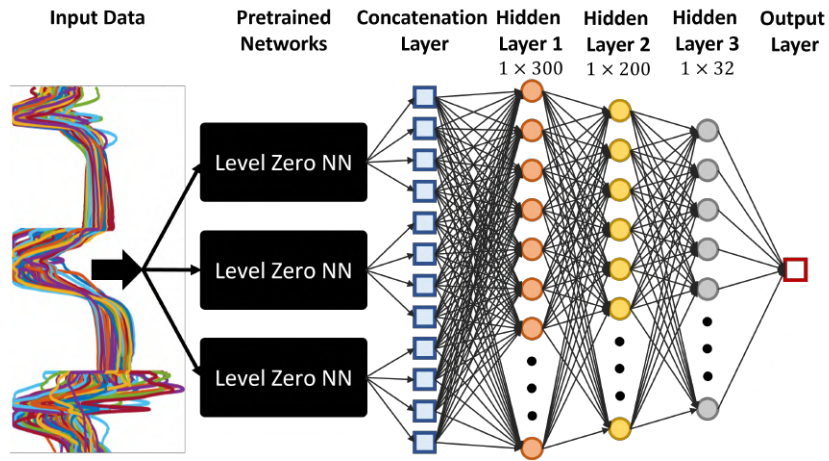 Input Data
Pretrained
Networks
Concatenation
Layer
Hidden
Layer 1
1 × 300
Hidden
Layer 2
1 × 200
Hidden
Layer 3
1 × 32
Output
Layer
Level Zero NN
Level Zero NN
Level Zero NN